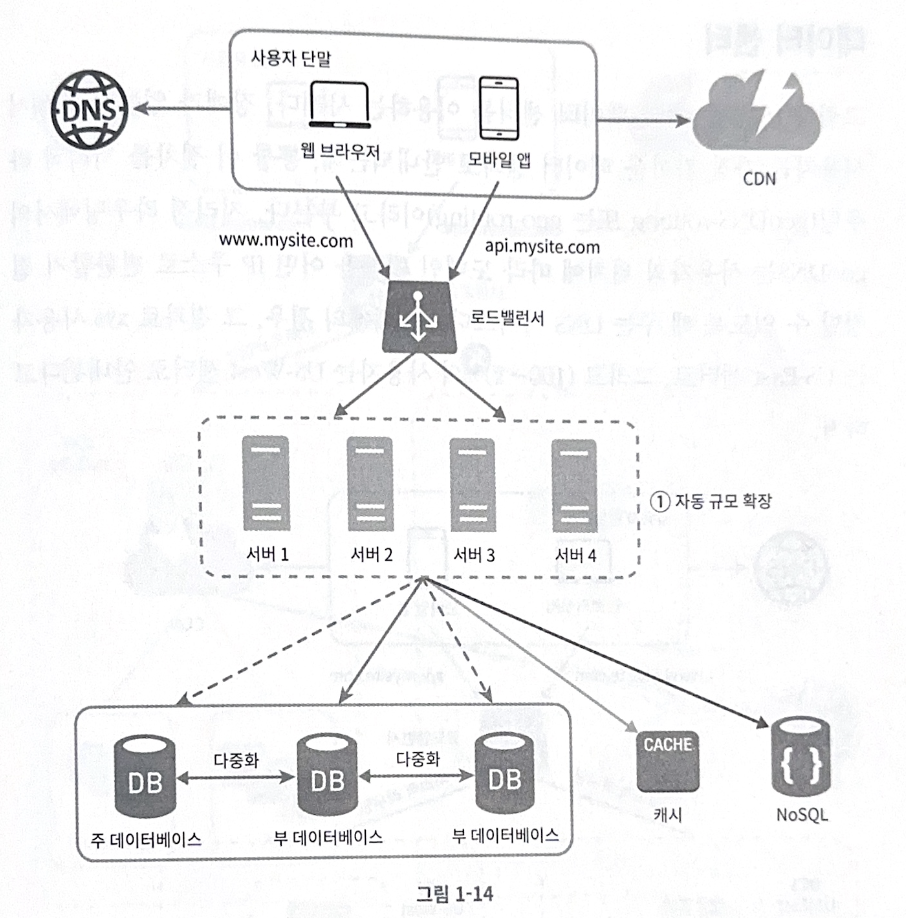 사용자 단말
DNS
웹 브라우저
모바일 앱
CDN
www.mysite.com
api.mysite.com
로드밸런서
① 자동 규모 확장
서버 1
서버 2
서버 3
서버 4
DB
다중화
DB
다중화
DB
주 데이터베이스
부 데이터베이스
부 데이터베이스
CACHE
캐시
{ }
NoSQL
그림 1-14